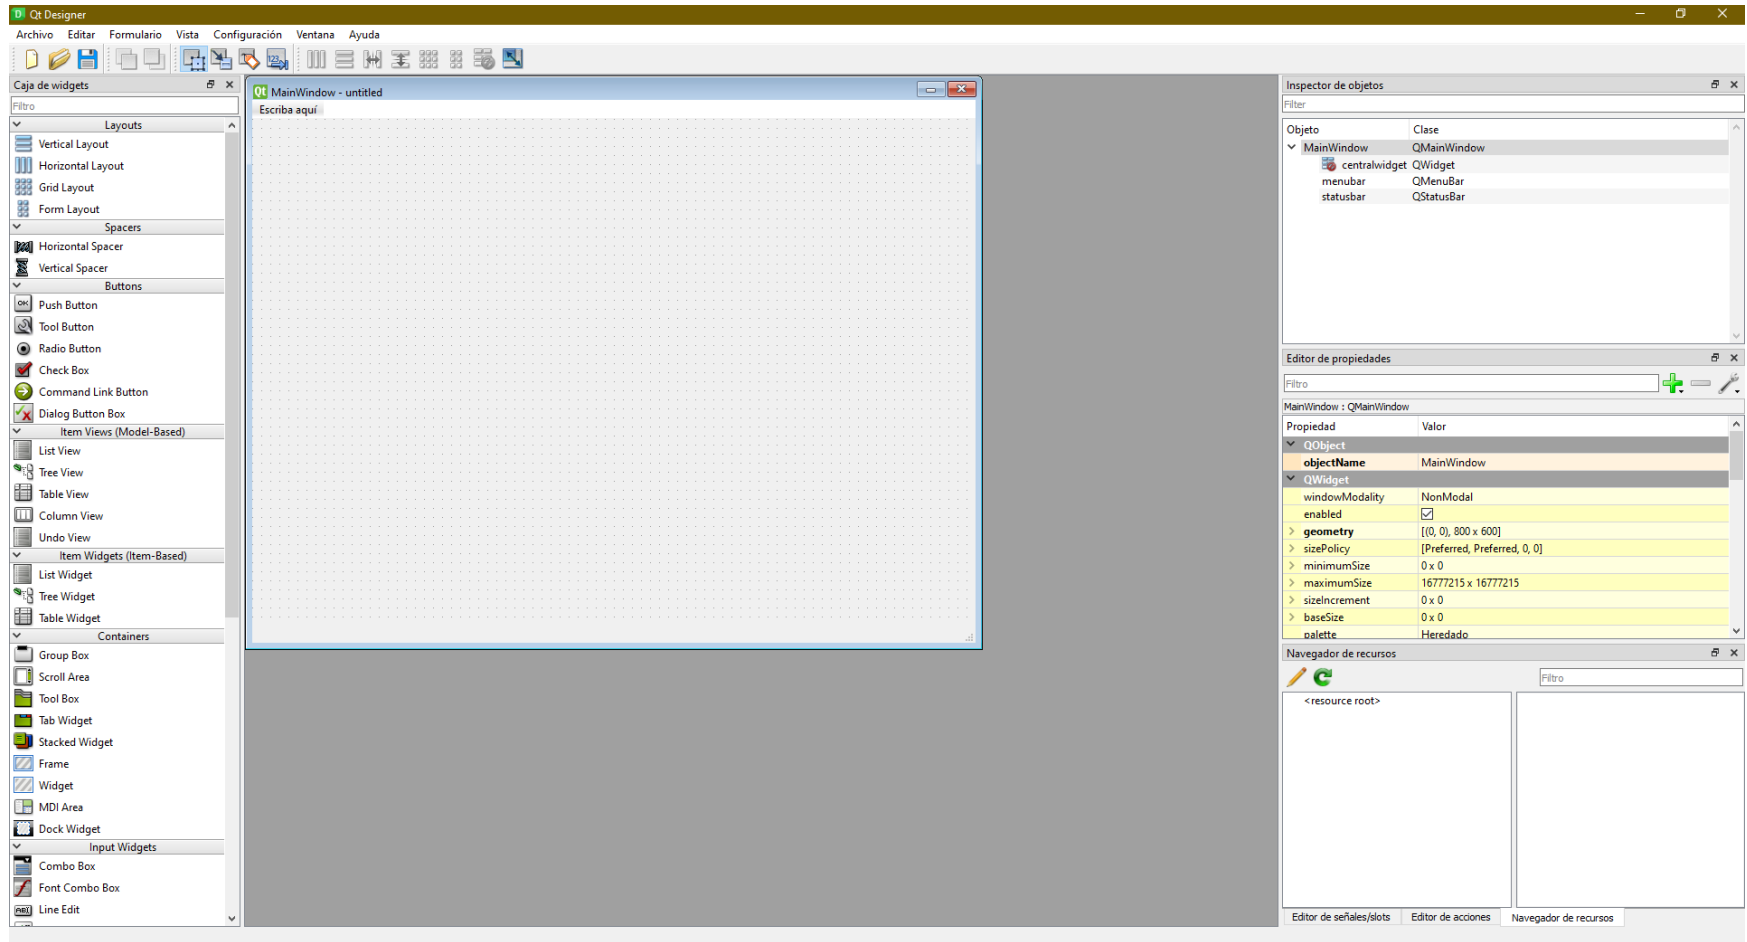 Qt Designer
Archivo Editar Formulario Vista Configuración Ventana Ayuda
Caja de widgets
Filtro
Layouts
Vertical Layout
Horizontal Layout
Grid Layout
Form Layout
Spacers
Horizontal Spacer
Vertical Spacer
Buttons
Push Button
Tool Button
Radio Button
Check Box
Command Link Button
Dialog Button Box
Item Views (Model-Based)
List View
Tree View
Table View
Column View
Undo View
Item Widgets (Item-Based)
List Widget
Tree Widget
Table Widget
Containers
Group Box
Scroll Area
Tool Box
Tab Widget
Stacked Widget
Frame
Widget
MDI Area
Dock Widget
Input Widgets
Combo Box
Font Combo Box
Line Edit
MainWindow - untitled
Escriba aquí
Inspector de objetos
Filter
Objeto Clase
MainWindow QMainWindow
centralwidget QWidget
menubar QMenuBar
statusbar QStatusBar
Editor de propiedades
Filtro
MainWindow : QMainWindow
Propiedad Valor
QObject
objectName MainWindow
QWidget
windowModality NonModal
enabled
geometry [(0, 0), 800 x 600]
sizePolicy [Preferred, Preferred, 0, 0]
minimumSize 0 x 0
maximumSize 16777215 x 16777215
sizeIncrement 0 x 0
baseSize 0 x 0
palette Heredado
Navegador de recursos
Filtro
<resource root>
Editor de señales/slots Editor de acciones Navegador de recursos